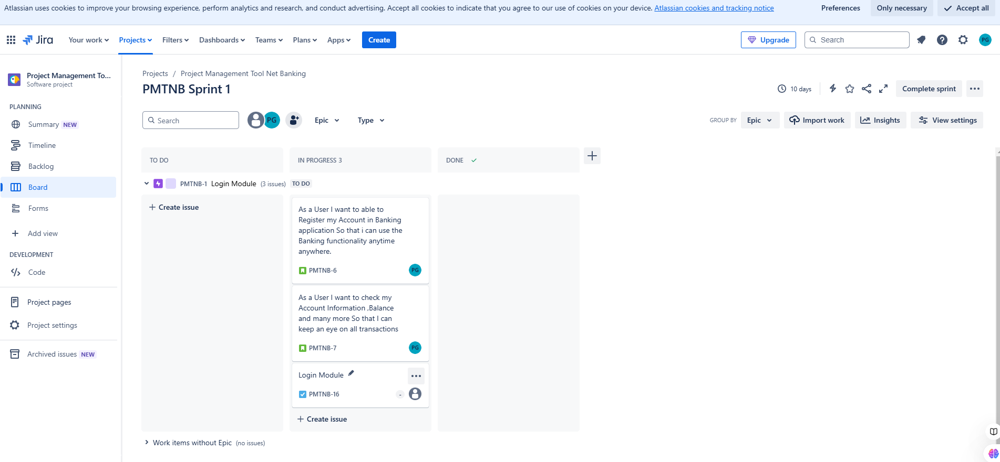 Atlassian uses cookies to improve your browsing experience, perform analytics and research, and conduct advertising. Accept all cookies to indicate that you agree to our use of cookies on your device. Atlassian cookies and tracking notice
Preferences
Only necessary
Accept all
Jira
Your work
Projects
Filters
Dashboards
Teams
Plans
Apps
Create
Upgrade
Search
PG
Project Management To...
Software project
PLANNING
Summary NEW
Timeline
Backlog
Board
Forms
Add view
DEVELOPMENT
Code
Project pages
Project settings
Archived issues NEW
Projects / Project Management Tool Net Banking
PMTNB Sprint 1
10 days
Complete sprint
Search
PG
Epic
Type
GROUP BY
Epic
Import work
Insights
View settings
TO DO
IN PROGRESS 3
DONE
PMTNB-1 Login Module (3 issues) TO DO
Create issue
As a User I want to able to
Register my Account in Banking
application So that i can use the
Banking functionality anytime
anywhere.
PMTNB-6
PG
As a User I want to check my
Account Information ,Balance
and many more So that I can
keep an eye on all transactions
PMTNB-7
PG
Login Module
PMTNB-16
-
Create issue
Work items without Epic (no issues)